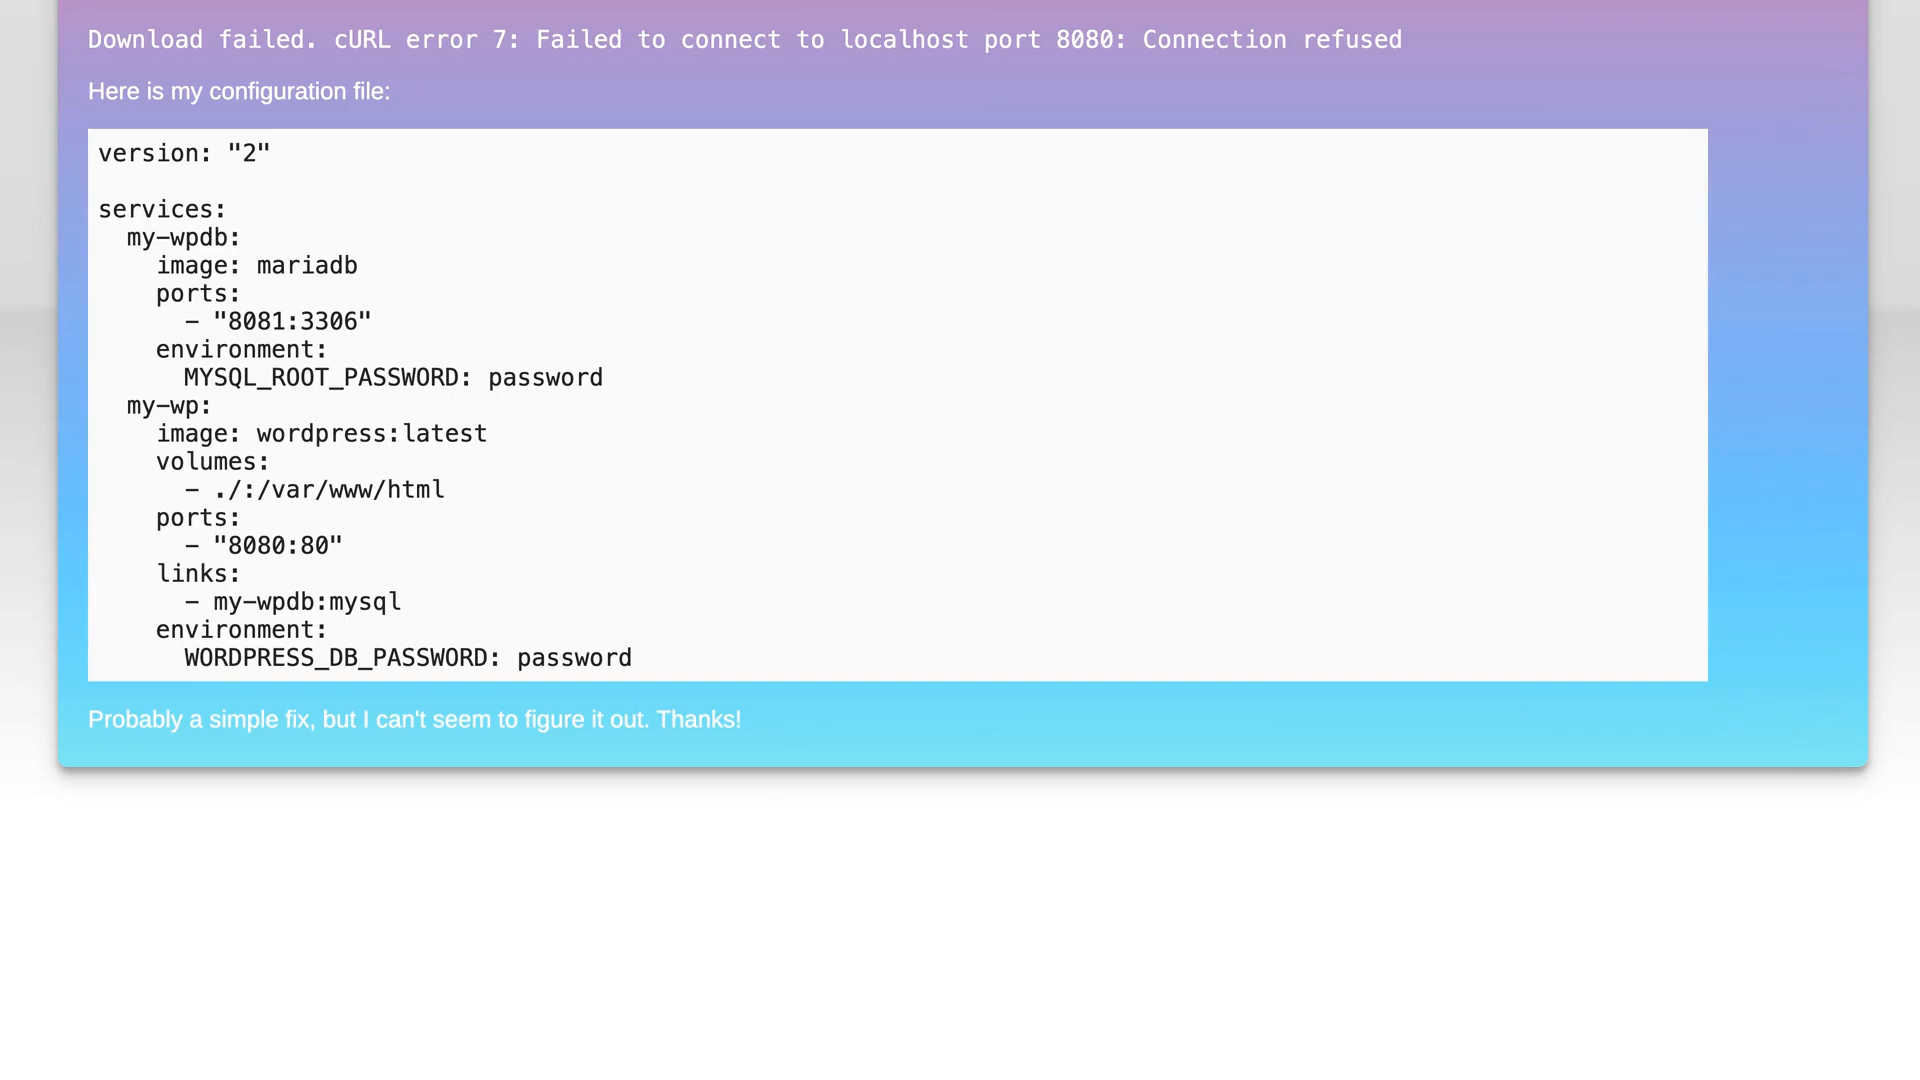 Download failed. cURL error 7: Failed to connect to localhost port 8080: Connection refused
Here is my configuration file:
version: "2"
services:
  my-wpdb:
    image: mariadb
    ports:
      - "8081:3306"
    environment:
      MYSQL_ROOT_PASSWORD: password
  my-wp:
    image: wordpress:latest
    volumes:
      - ./:/var/www/html
    ports:
      - "8080:80"
    links:
      - my-wpdb:mysql
    environment:
      WORDPRESS_DB_PASSWORD: password
Probably a simple fix, but I can't seem to figure it out. Thanks!